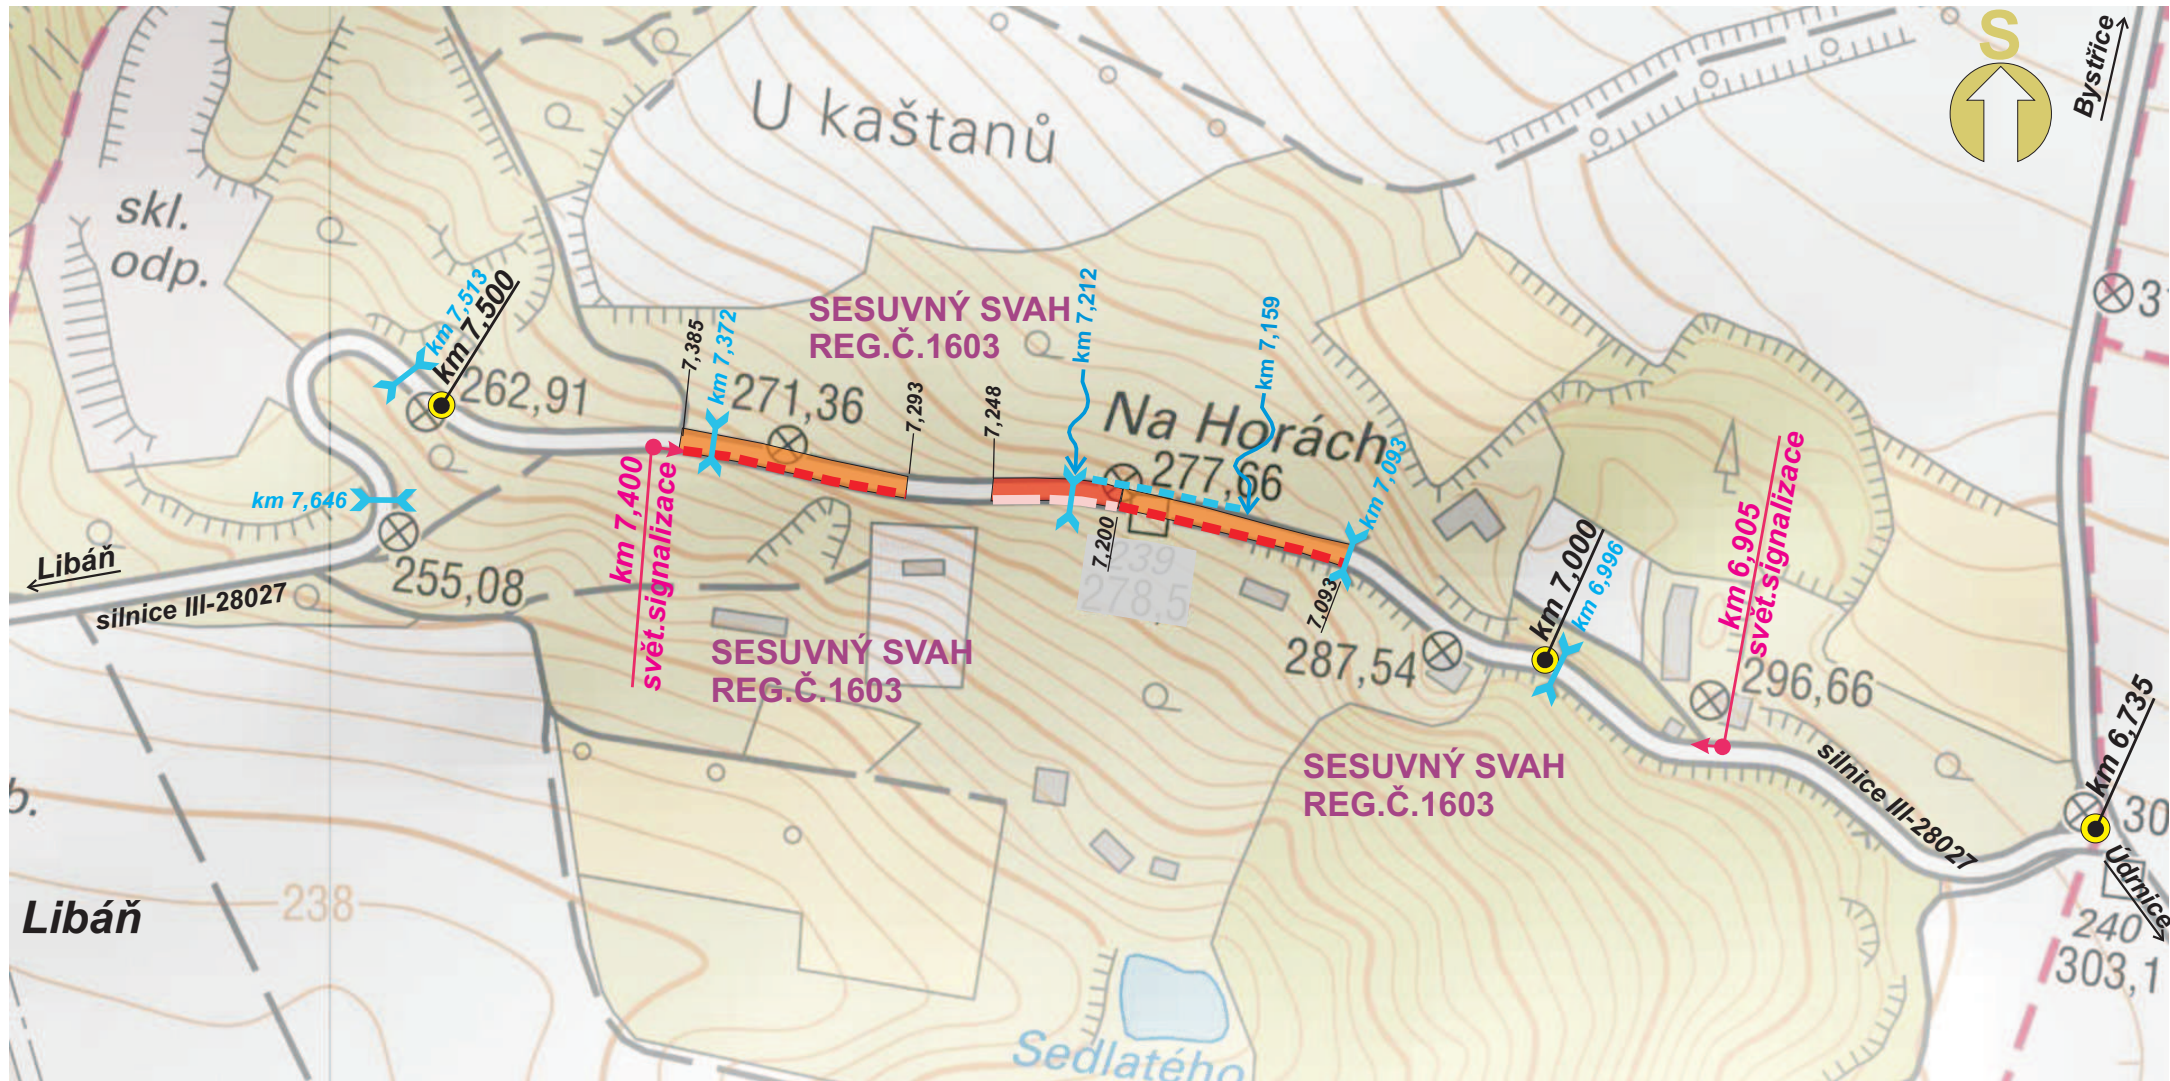 S
Bystřice
U kaštanů
skl.
odp.
km 7,513
km 7,500
262,91
7,385
km 7,372
271,36
SESUVNÝ SVAH
REG.Č.1603
7,293
7,248
km 7,212
km 7,159
Na Horách
277,66
km 7,093
7,200
239
278,5
7,093
km 7,646
255,08
Libáň
silnice III-28027
km 7,400
svět.signalizace
SESUVNÝ SVAH
REG.Č.1603
287,54
km 7,000
km 6,996
km 6,905
svět.signalizace
296,66
SESUVNÝ SVAH
REG.Č.1603
silnice III-28027
km 6,735
30
Údrnice
240
303,1
31
b.
Libáň
238
Sedlatého